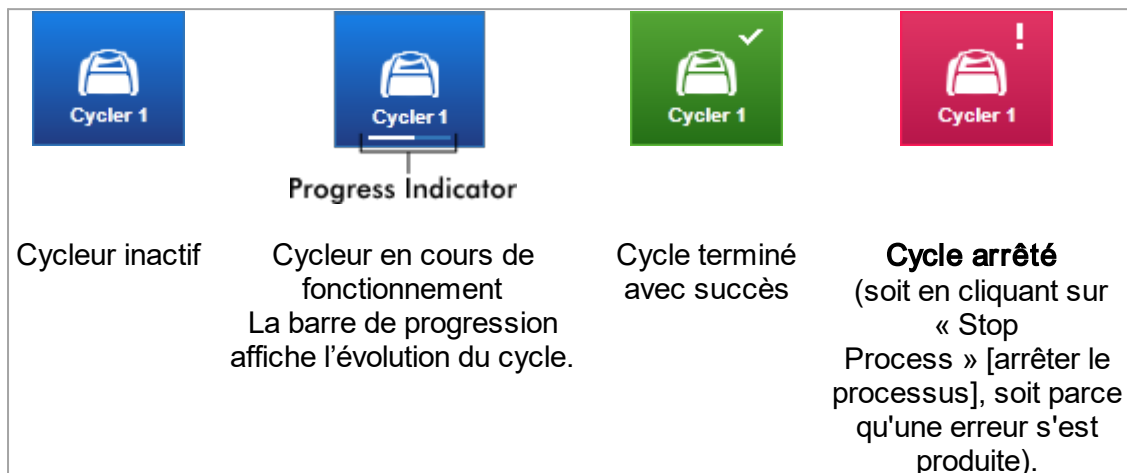 Cycler 1
Cycler 1
Cycler 1
Cycler 1
Progress Indicator
Cycleur inactif
Cycleur en cours de
fonctionnement
La barre de progression
affiche l’évolution du cycle.
Cycle terminé
avec succès
Cycle arrêté
(soit en cliquant sur
« Stop
Process » [arrêter le
processus], soit parce
qu'une erreur s'est
produite).